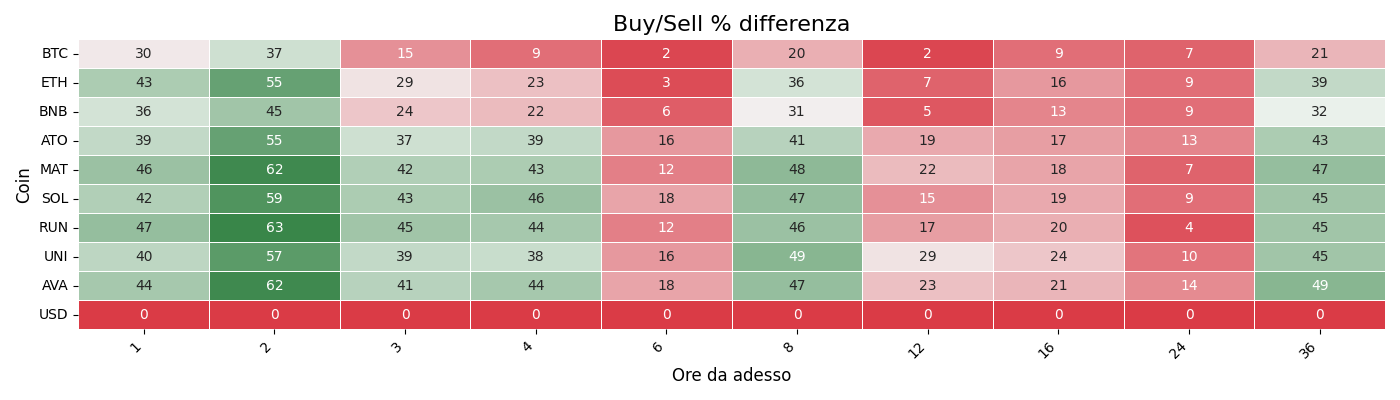 Buy/Sell % differenza
Coin
BTC 30 37 15 9 2 20 2 9 7 21
ETH 43 55 29 23 3 36 7 16 9 39
BNB 36 45 24 22 6 31 5 13 9 32
ATO 39 55 37 39 16 41 19 17 13 43
MAT 46 62 42 43 12 48 22 18 7 47
SOL 42 59 43 46 18 47 15 19 9 45
RUN 47 63 45 44 12 46 17 20 4 45
UNI 40 57 39 38 16 49 29 24 10 45
AVA 44 62 41 44 18 47 23 21 14 49
USD 0 0 0 0 0 0 0 0 0 0
1 2 3 4 6 8 12 16 24 36
Ore da adesso